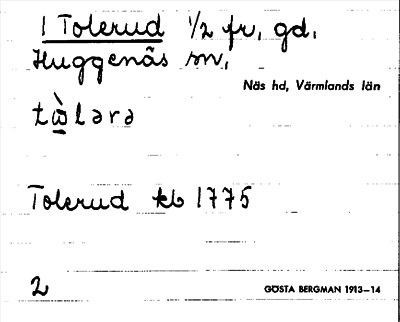 1 Tolerud 1/2 fr, gd,
Huggenäs sn,
Näs hd, Värmlands län
tὼlərə
Tolerud kb 1775
2
GÖSTA BERGMAN 1913–14